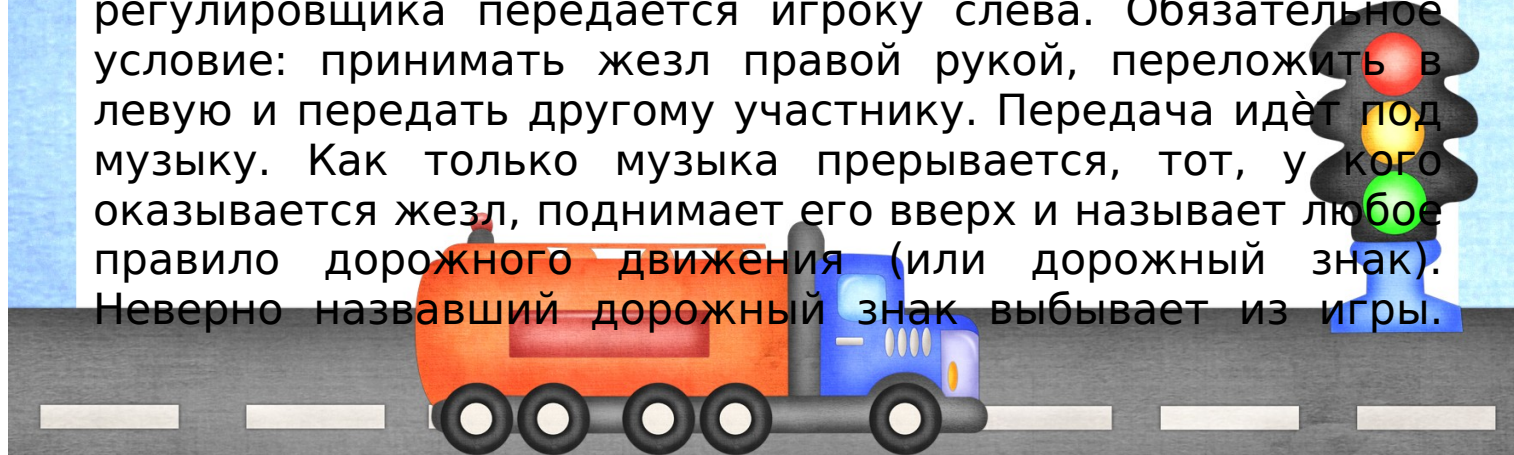 регулировщика передаётся игроку слева. Обязательное
условие: принимать жезл правой рукой, переложить в
левую и передать другому участнику. Передача идѐт под
музыку. Как только музыка прерывается, тот, у кого
оказывается жезл, поднимает его вверх и называет любое
правило дорожного движения (или дорожный знак).
Неверно назвавший дорожный знак выбывает из игры.